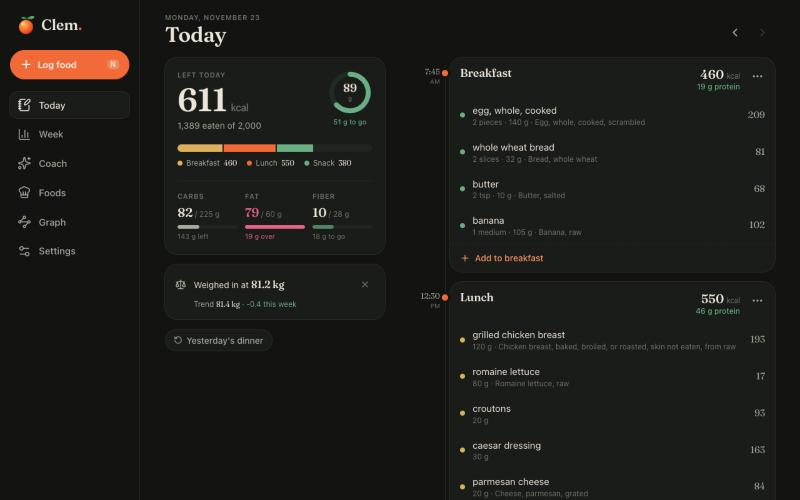 Clem.
Log food N
Today
Week
Coach
Foods
Graph
Settings
MONDAY, NOVEMBER 23
Today
LEFT TODAY
611 kcal
1,389 eaten of 2,000
89
g
51 g to go
Breakfast 460 Lunch 550 Snack 380
CARBS FAT FIBER
82 / 225 g 79 / 60 g 10 / 28 g
143 g left 19 g over 18 g to go
Weighed in at 81.2 kg
Trend 81.4 kg · -0.4 this week
Yesterday's dinner
7:45
AM
Breakfast 460 kcal
19 g protein
egg, whole, cooked 209
2 pieces · 140 g · Egg, whole, cooked, scrambled
whole wheat bread 81
2 slices · 32 g · Bread, whole wheat
butter 68
2 tsp · 10 g · Butter, salted
banana 102
1 medium · 105 g · Banana, raw
Add to breakfast
12:30
PM
Lunch 550 kcal
46 g protein
grilled chicken breast 193
120 g · Chicken breast, baked, broiled, or roasted, skin not eaten, from raw
romaine lettuce 17
80 g · Romaine lettuce, raw
croutons 93
20 g
caesar dressing 163
30 g
parmesan cheese 84
20 g · Cheese, parmesan, grated